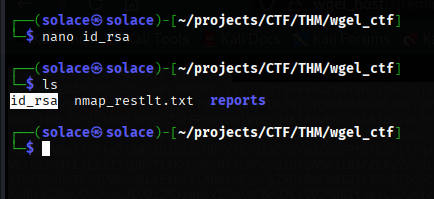 ┌──(solace㉿solace)-[~/projects/CTF/THM/wgel_ctf]
└─$ nano id_rsa
┌──(solace㉿solace)-[~/projects/CTF/THM/wgel_ctf]
└─$ ls
id_rsa  nmap_restlt.txt  reports
┌──(solace㉿solace)-[~/projects/CTF/THM/wgel_ctf]
└─$